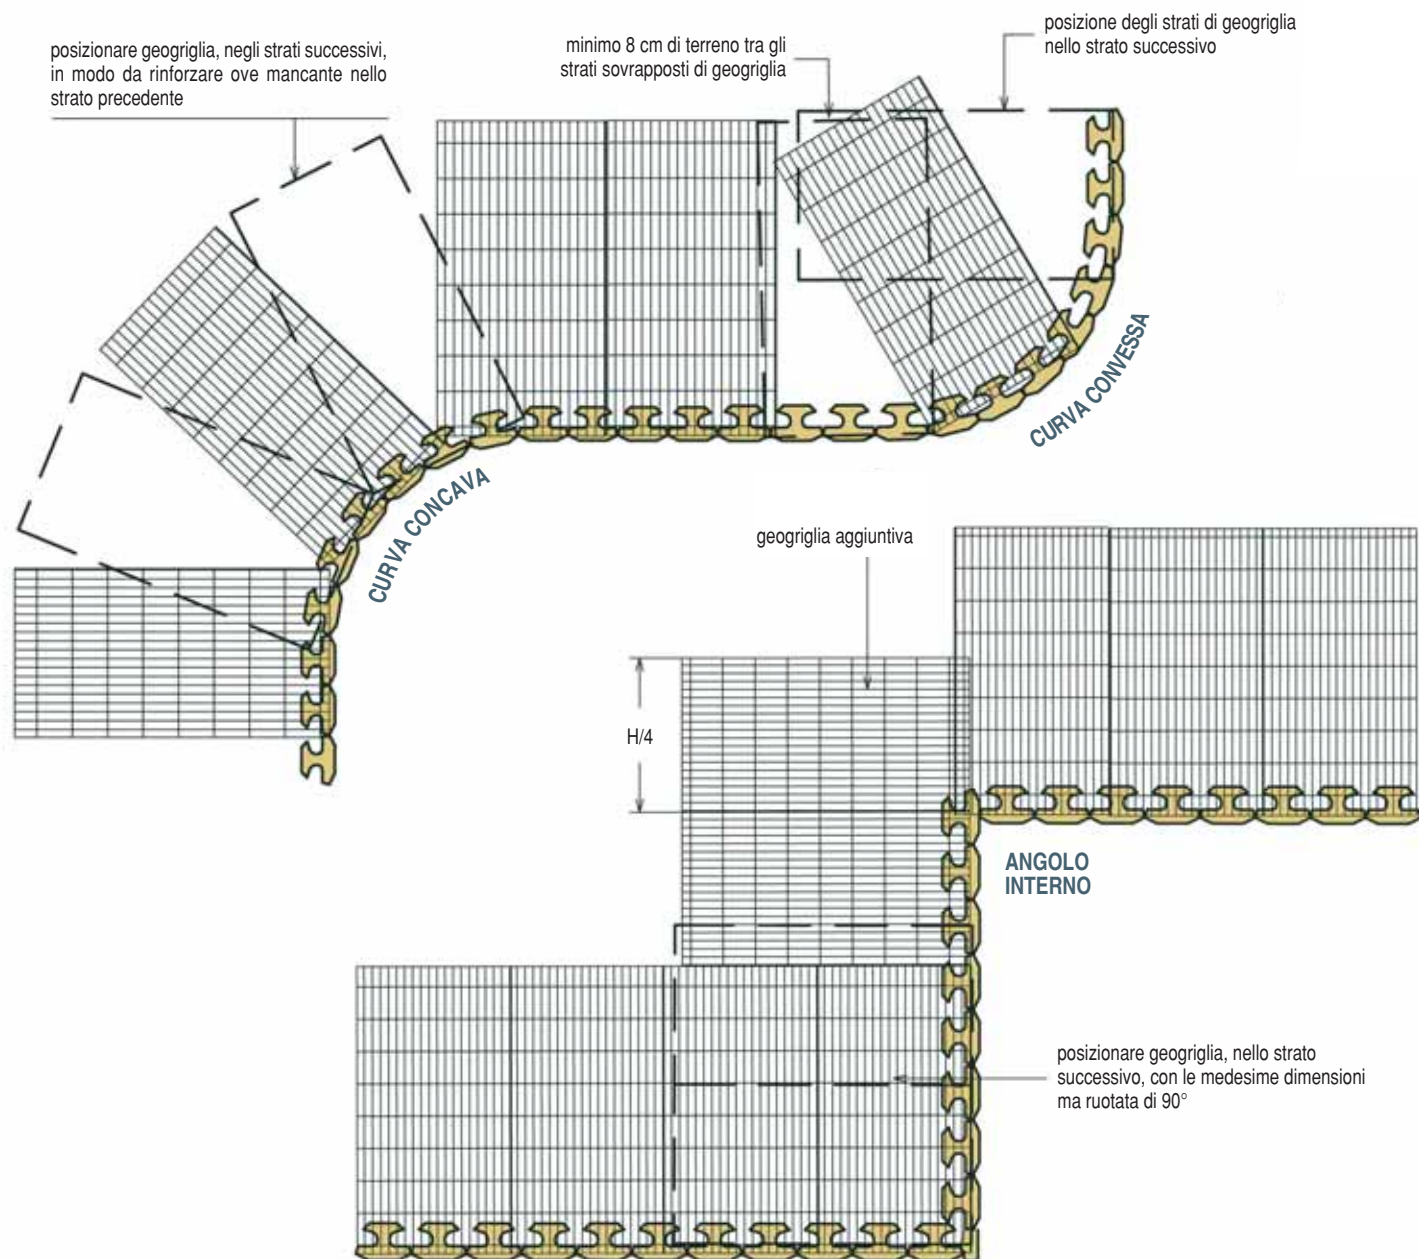 posizionare geogriglia, negli strati successivi,
in modo da rinforzare ove mancante nello
strato precedente
minimo 8 cm di terreno tra gli
strati sovrapposti di geogriglia
posizione degli strati di geogriglia
nello strato successivo
CURVA CONCAVA
CURVA CONVESSA
geogriglia aggiuntiva
H/4
ANGOLO
INTERNO
posizionare geogriglia, nello strato
successivo, con le medesime dimensioni
ma ruotata di 90°